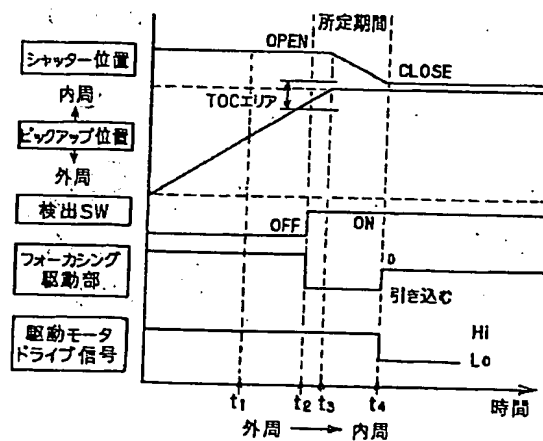 所定期間
OPEN
シャッター位置
CLOSE
内周
TOCエリア
ピックアップ位置
外周
検出SW
OFF
ON
フォーカシング
駆動部
0
引き込む
駆動モータ
ドライブ信号
Hi
Lo
t1
t2
t3
t4
時間
外周 → 内周